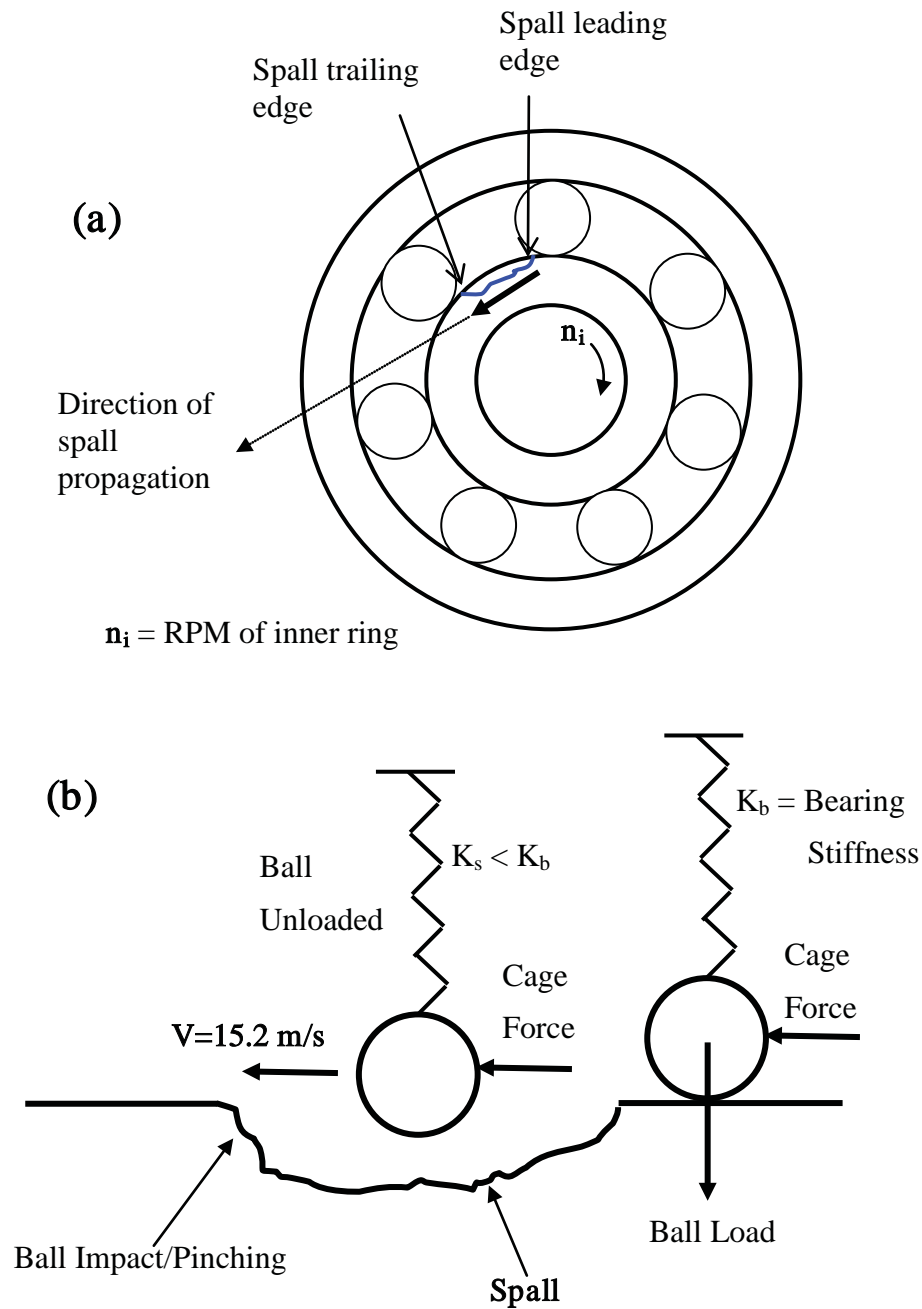 Spall leading
edge
Spall trailing
edge
(a)
n_i
Direction of
spall
propagation
n_i = RPM of inner ring
(b)
K_b = Bearing
Stiffness
K_s < K_b
Ball
Unloaded
Cage
Force
Cage
Force
V=15.2 m/s
Ball Load
Ball Impact/Pinching
Spall